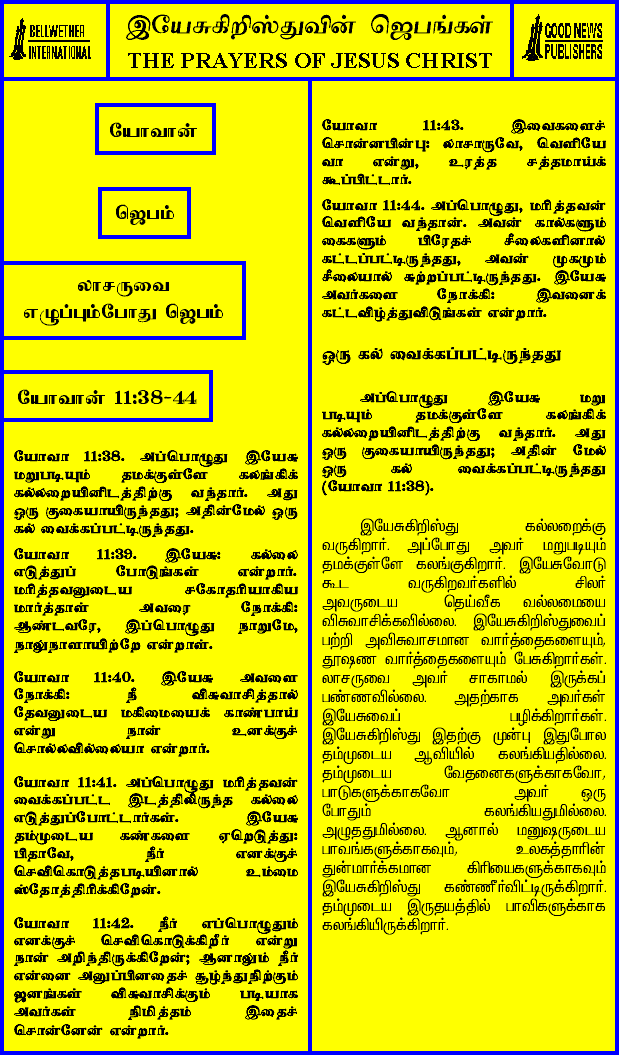 BELLWETHER
INTERNATIONAL
இயேசுகிறிஸ்துவின் ஜெபங்கள்
THE PRAYERS OF JESUS CHRIST
GOOD NEWS
PUBLISHERS
யோவான்
ஜெபம்
லாசருவை
எழுப்பும்போது ஜெபம்
யோவான் 11:38-44
யோவா 11:38. அப்பொழுது இயேசு
மறுபடியும் தமக்குள்ளே கலங்கிக்
கல்லறையினிடத்திற்கு வந்தார். அது
ஒரு குகையாயிருந்தது; அதின்மேல் ஒரு
கல் வைக்கப்பட்டிருந்தது.
யோவா 11:39. இயேசு: கல்லை
எடுத்துப் போடுங்கள் என்றார்.
மரித்தவனுடைய சகோதரியாகிய
மார்த்தாள் அவரை நோக்கி:
ஆண்டவரே, இப்பொழுது நாறுமே,
நாலுநாளாயிற்றே என்றாள்.
யோவா 11:40. இயேசு அவளை
நோக்கி: நீ விசுவாசித்தால்
தேவனுடைய மகிமையைக் காண்பாய்
என்று நான் உனக்குச்
சொல்லவில்லையா என்றார்.
யோவா 11:41. அப்பொழுது மரித்தவன்
வைக்கப்பட்ட இடத்திலிருந்த கல்லை
எடுத்துப்போட்டார்கள். இயேசு
தம்முடைய கண்களை ஏறெடுத்து:
பிதாவே, நீர் எனக்குச்
செவிகொடுத்தபடியினால் உம்மை
ஸ்தோத்திரிக்கிறேன்.
யோவா 11:42. நீர் எப்பொழுதும்
எனக்குச் செவிகொடுக்கிறீர் என்று
நான் அறிந்திருக்கிறேன்; ஆனாலும் நீர்
என்னை அனுப்பினதைச் சூழ்ந்துநிற்கும்
ஜனங்கள் விசுவாசிக்கும் படியாக
அவர்கள் நிமித்தம் இதைச்
சொன்னேன் என்றார்.
யோவா 11:43. இவைகளைச்
சொன்னபின்பு: லாசாருவே, வெளியே
வா என்று, உரத்த சத்தமாய்க்
கூப்பிட்டார்.
யோவா 11:44. அப்பொழுது, மரித்தவன்
வெளியே வந்தான். அவன் கால்களும்
கைகளும் பிரேதச் சீலைகளினால்
கட்டப்பட்டிருந்தது, அவன் முகமும்
சீலையால் சுற்றப்பட்டிருந்தது. இயேசு
அவர்களை நோக்கி: இவனைக்
கட்டவிழ்த்துவிடுங்கள் என்றார்.
ஒரு கல் வைக்கப்பட்டிருந்தது
அப்பொழுது இயேசு மறு
படியும் தமக்குள்ளே கலங்கிக்
கல்லறையினிடத்திற்கு வந்தார். அது
ஒரு குகையாயிருந்தது; அதின் மேல்
ஒரு கல் வைக்கப்பட்டிருந்தது
(யோவா 11:38).
இயேசுகிறிஸ்து கல்லறைக்கு
வருகிறார். அப்போது அவர் மறுபடியும்
தமக்குள்ளே கலங்குகிறார். இயேசுவோடு
கூட வருகிறவர்களில் சிலர்
அவருடைய தெய்வீக வல்லமையை
விசுவாசிக்கவில்லை. இயேசுகிறிஸ்துவைப்
பற்றி அவிசுவாசமான வார்த்தைகளையும்,
தூஷண வார்த்தைகளையும் பேசுகிறார்கள்.
லாசருவை அவர் சாகாமல் இருக்கப்
பண்ணவில்லை. அதற்காக அவர்கள்
இயேசுவைப் பழிக்கிறார்கள்.
இயேசுகிறிஸ்து இதற்கு முன்பு இதுபோல
தம்முடைய ஆவியில் கலங்கியதில்லை.
தம்முடைய வேதனைகளுக்காகவோ,
பாடுகளுக்காகவோ அவர் ஒரு
போதும் கலங்கியதுமில்லை.
அழுததுமில்லை. ஆனால் மனுஷருடைய
பாவங்களுக்காகவும், உலகத்தாரின்
துன்மார்க்கமான கிரியைகளுக்காகவும்
இயேசுகிறிஸ்து கண்ணீர்விட்டிருக்கிறார்.
தம்முடைய இருதயத்தில் பாவிகளுக்காக
கலங்கியிருக்கிறார்.